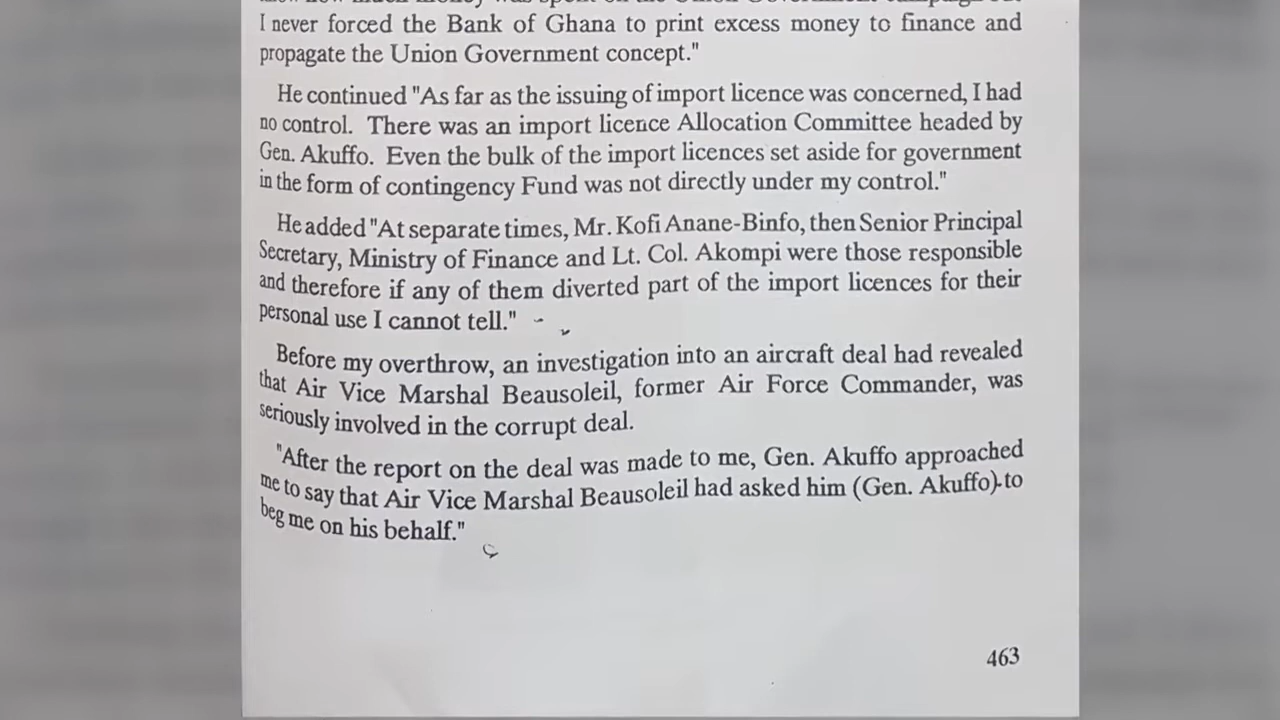 I never forced the Bank of Ghana to print excess money to finance and
propagate the Union Government concept."
He continued "As far as the issuing of import licence was concerned, I had
no control. There was an import licence Allocation Committee headed by
Gen. Akuffo. Even the bulk of the import licences set aside for government
in the form of contingency Fund was not directly under my control."
He added "At separate times, Mr. Kofi Anane-Binfo, then Senior Principal
Secretary, Ministry of Finance and Lt. Col. Akompi were those responsible
and therefore if any of them diverted part of the import licences for their
personal use I cannot tell."
Before my overthrow, an investigation into an aircraft deal had revealed
that Air Vice Marshal Beausoleil, former Air Force Commander, was
seriously involved in the corrupt deal.
"After the report on the deal was made to me, Gen. Akuffo approached
me to say that Air Vice Marshal Beausoleil had asked him (Gen. Akuffo) to
beg me on his behalf."
463